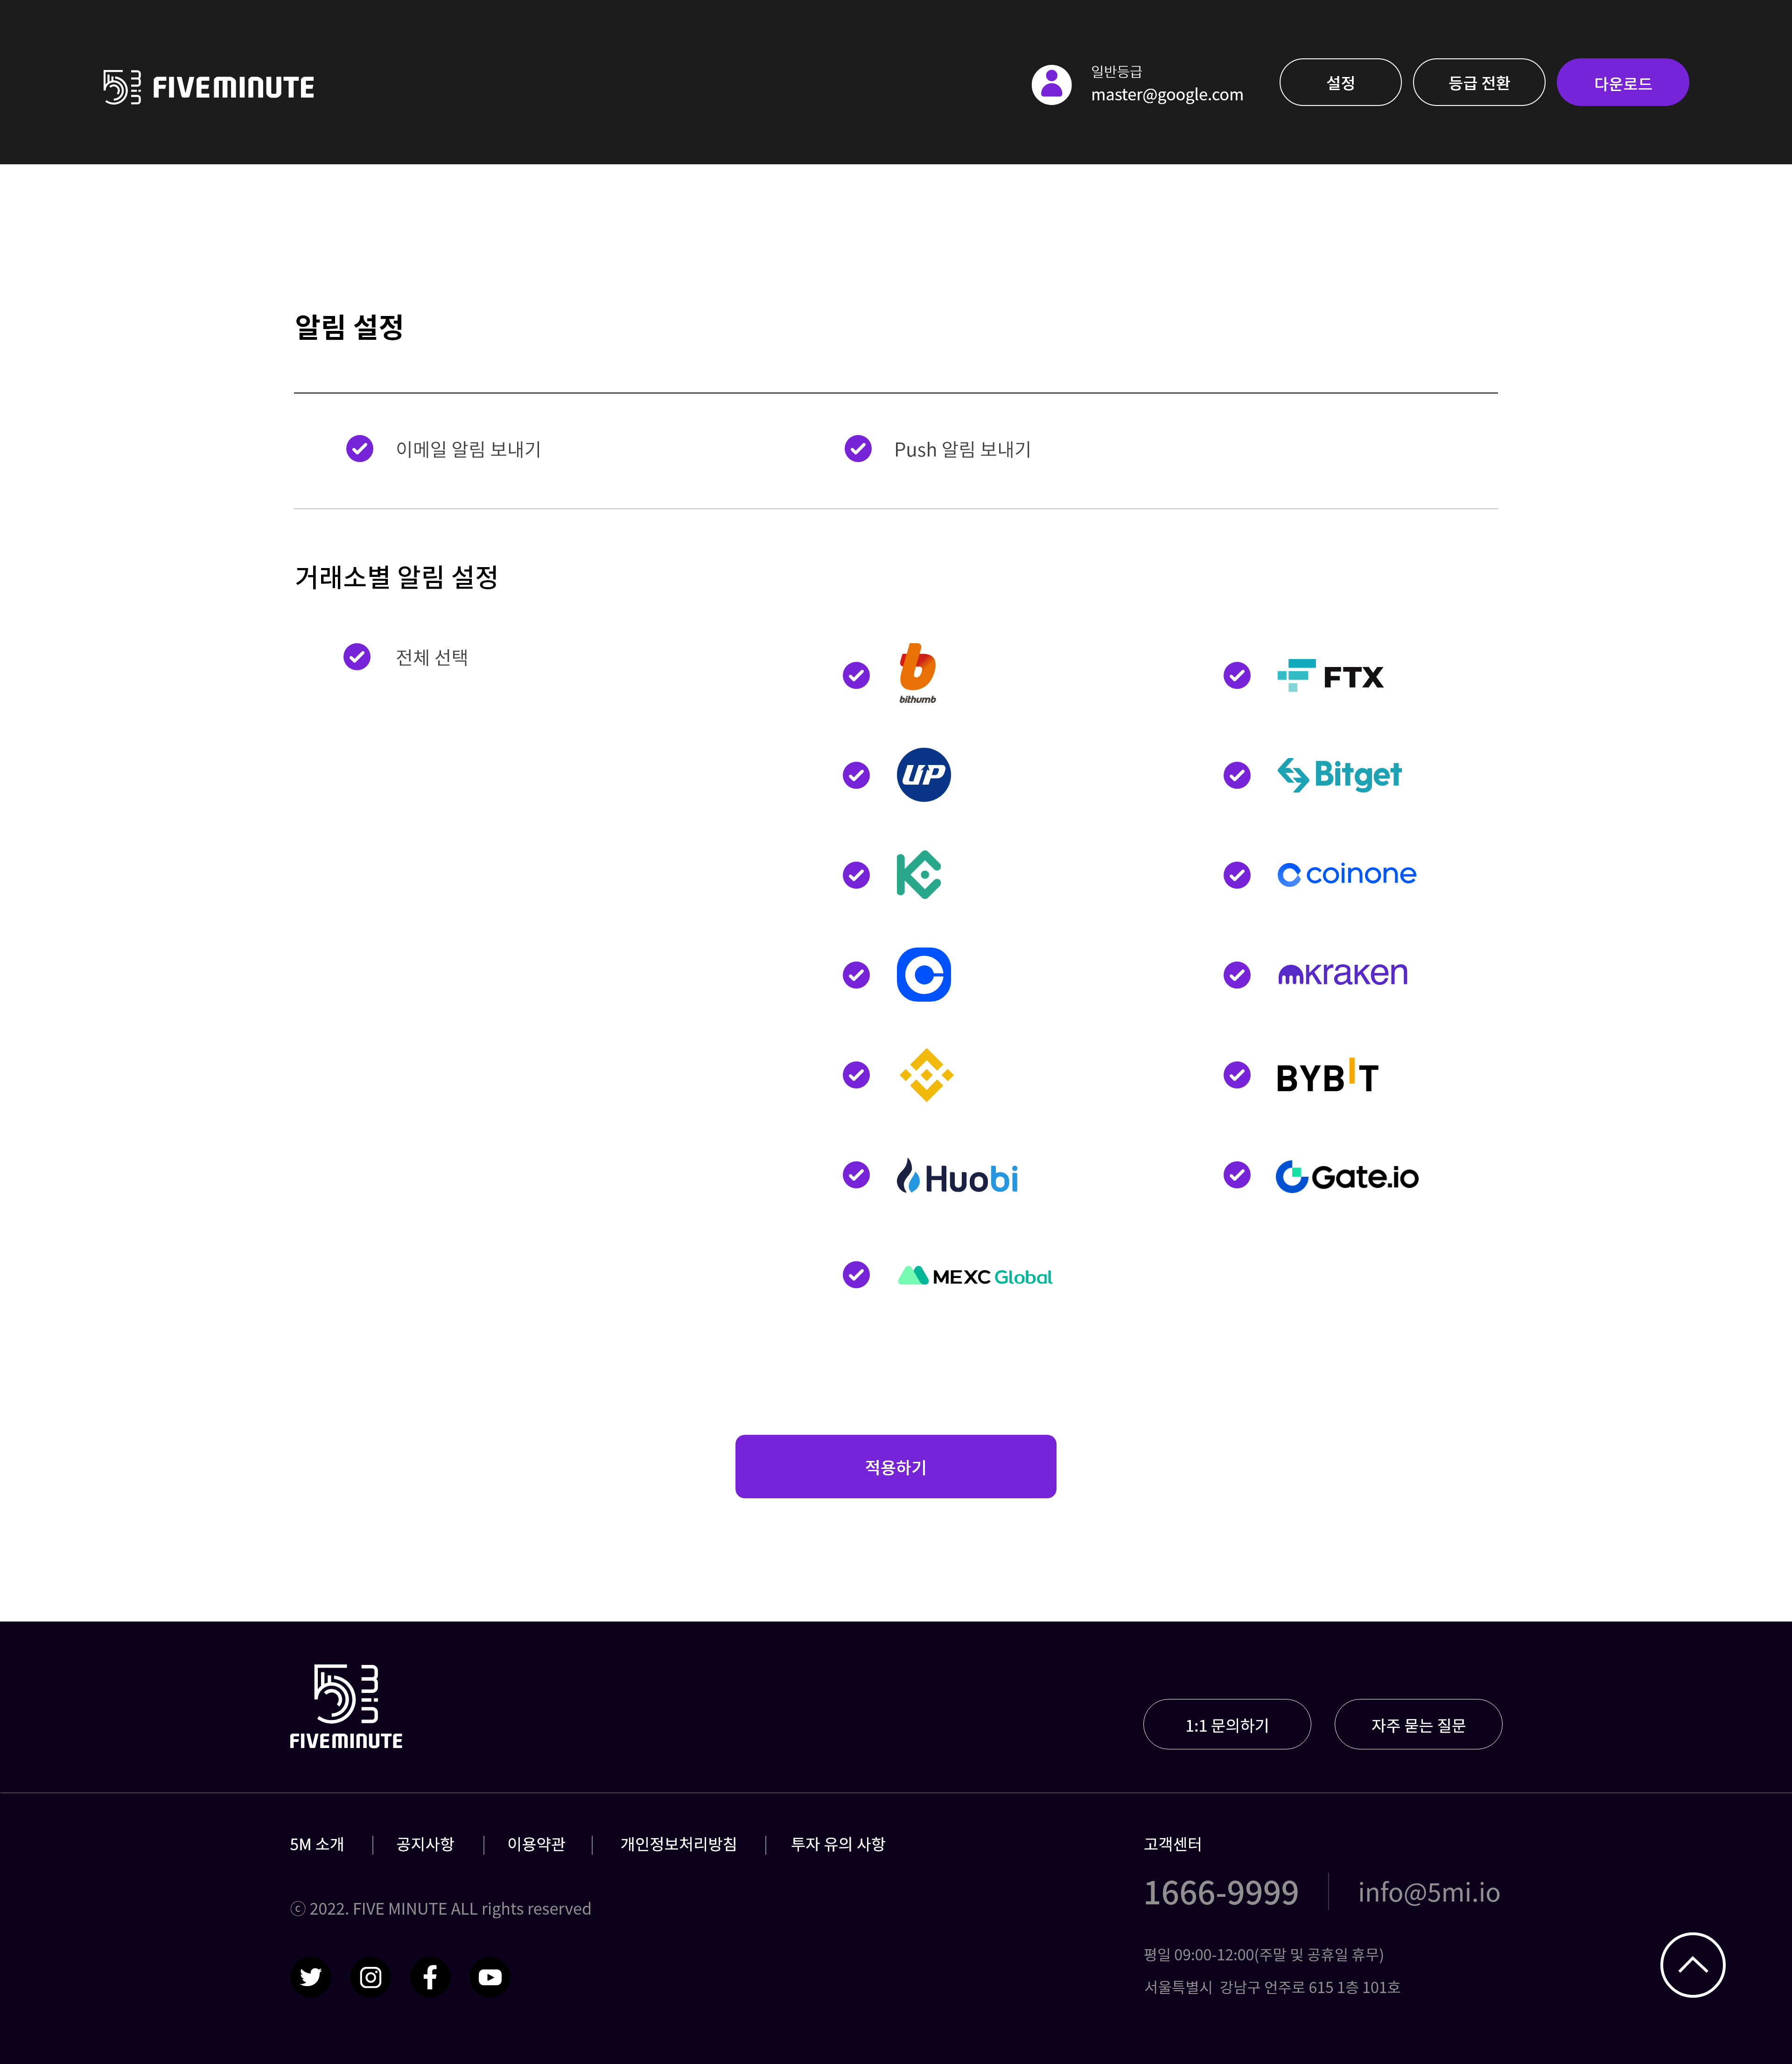 5min FIVEMINUTE
일반등급
master@google.com
설정
등급 전환
다운로드
알림 설정
이메일 알림 보내기
Push 알림 보내기
거래소별 알림 설정
전체 선택
bithumb
FTX
UP
Bitget
coinone
kraken
BYBIT
Huobi
Gate.io
MEXC Global
적용하기
5min
FIVEMINUTE
1:1 문의하기
자주 묻는 질문
5M 소개
공지사항
이용약관
개인정보처리방침
투자 유의 사항
ⓒ 2022. FIVE MINUTE ALL rights reserved
고객센터
1666-9999
info@5mi.io
평일 09:00-12:00(주말 및 공휴일 휴무)
서울특별시 강남구 언주로 615 1층 101호